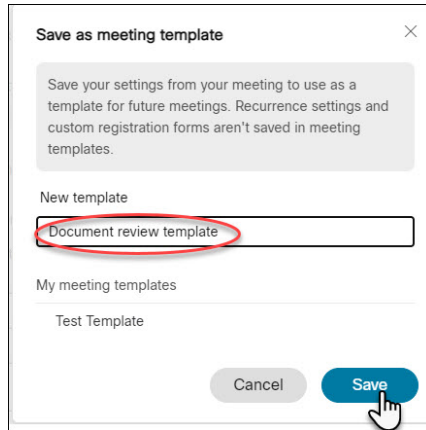 Save as meeting template
Save your settings from your meeting to use as a
template for future meetings. Recurrence settings and
custom registration forms aren't saved in meeting
templates.
New template
Document review template
My meeting templates
Test Template
Cancel
Save